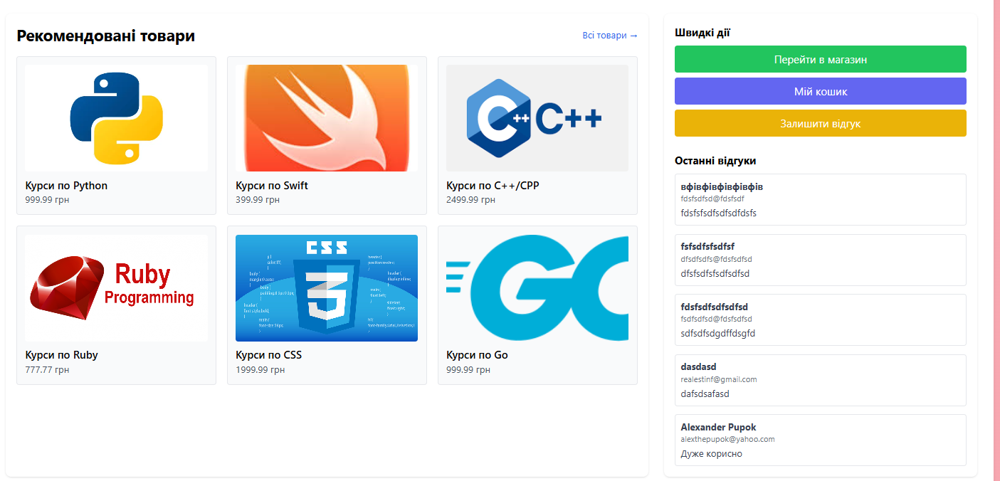 Рекомендовані товари
Всі товари →
C ++ C++
Курси по Python
999.99 грн
Курси по Swift
399.99 грн
Курси по C++/CPP
2499.99 грн
Ruby
Programming
CSS
3
GO
Курси по Ruby
777.77 грн
Курси по CSS
1999.99 грн
Курси по Go
999.99 грн
Швидкі дії
Перейти в магазин
Мій кошик
Залишити відгук
Останні відгуки
вфівфівфівфівфів
fdsfsdfsd@fdsfsdf
fdsfsfsdfsdfsdfdsfs
fsfsdfsfsdfsf
dfsdfsdfs@fdsfsdfsd
dfsfsdfsfsdfsdfsd
fdsfsdfsdfsdfsd
fsdfsdfsd@fdsfsdfsd
sdfsdfsdgdffdsgfd
dasdasd
realestinf@gmail.com
dafsdsafasd
Alexander Pupok
alexthepupok@yahoo.com
Дуже корисно